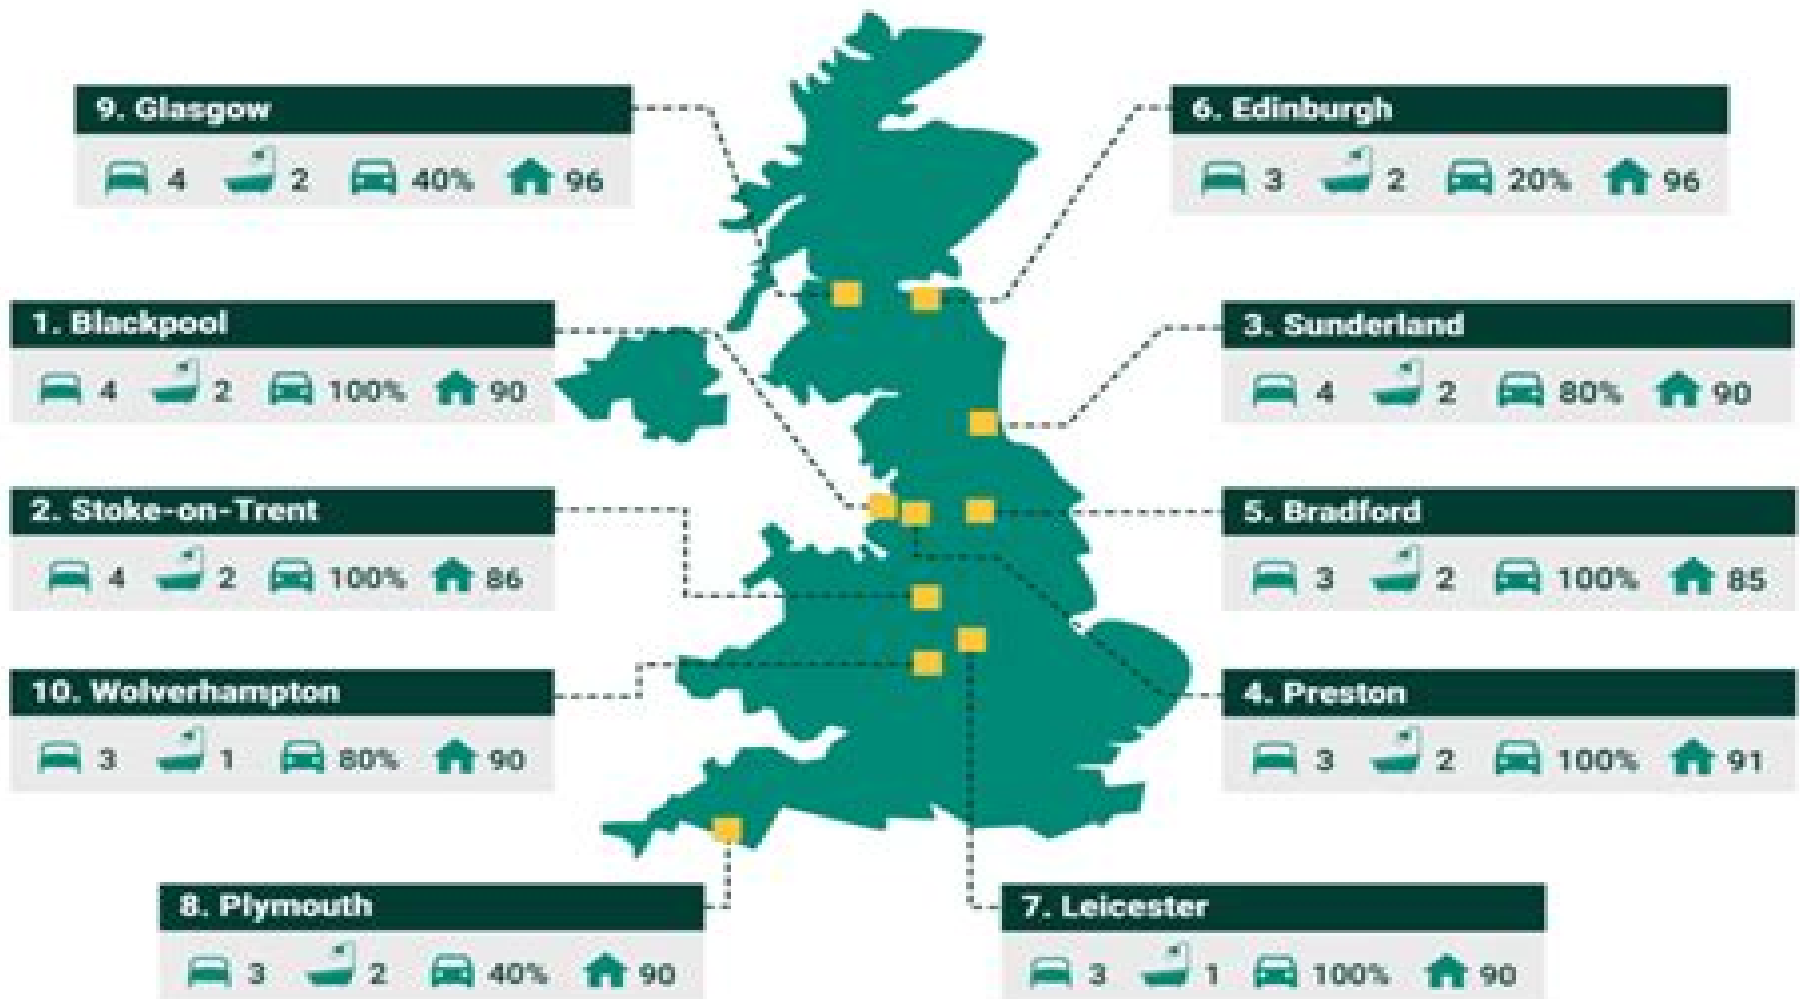 9. Glasgow
4 2 40% 96
6. Edinburgh
3 2 20% 96
1. Blackpool
4 2 100% 90
3. Sunderland
4 2 80% 90
2. Stoke-on-Trent
4 2 100% 86
5. Bradford
3 2 100% 85
10. Wolverhampton
3 1 80% 90
4. Preston
3 2 100% 91
8. Plymouth
3 2 40% 90
7. Leicester
3 1 100% 90